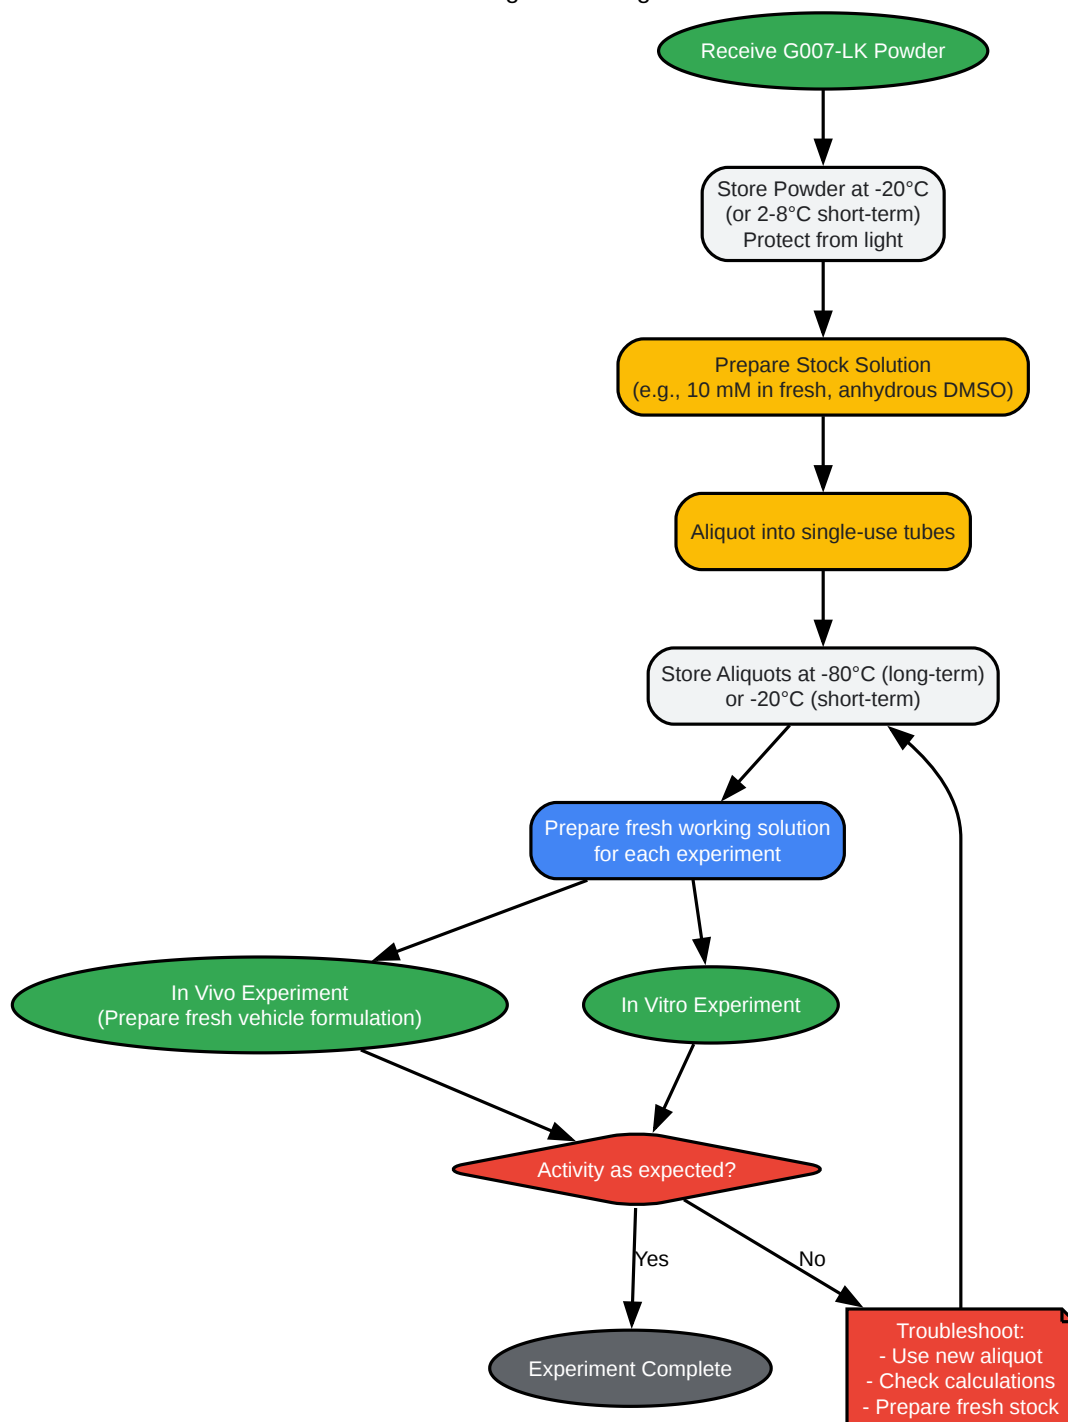 Receive G007-LK Powder
Store Powder at -20°C
(or 2-8°C short-term)
Protect from light
Prepare Stock Solution
(e.g., 10 mM in fresh, anhydrous DMSO)
Aliquot into single-use tubes
Store Aliquots at -80°C (long-term)
or -20°C (short-term)
Prepare fresh working solution
for each experiment
In Vivo Experiment
(Prepare fresh vehicle formulation)
In Vitro Experiment
Activity as expected?
Yes
No
Experiment Complete
Troubleshoot:
- Use new aliquot
- Check calculations
- Prepare fresh stock